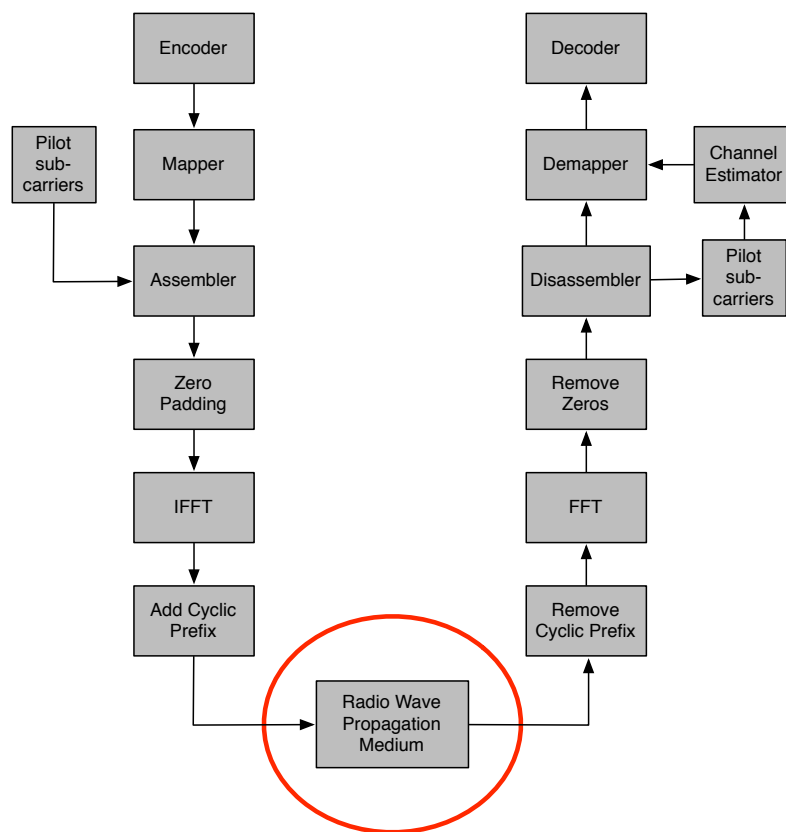 Encoder
Decoder
Pilot
sub-
carriers
Mapper
Demapper
Channel
Estimator
Assembler
Disassembler
Pilot
sub-
carriers
Zero
Padding
Remove
Zeros
IFFT
FFT
Add Cyclic
Prefix
Remove
Cyclic Prefix
Radio Wave
Propagation
Medium